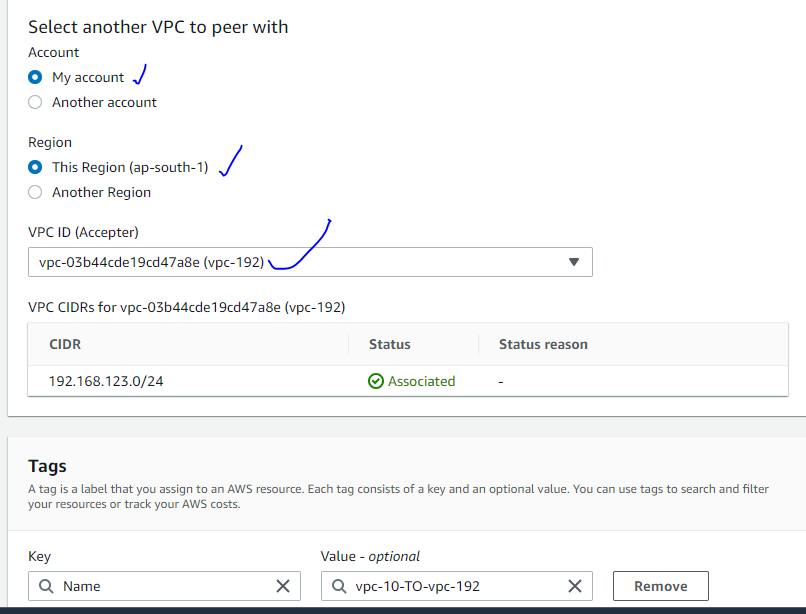 Select another VPC to peer with
Account
My account
Another account
Region
This Region (ap-south-1)
Another Region
VPC ID (Accepter)
vpc-03b44cde19cd47a8e (vpc-192)
VPC CIDRs for vpc-03b44cde19cd47a8e (vpc-192)
CIDR Status Status reason
192.168.123.0/24 Associated -
Tags
A tag is a label that you assign to an AWS resource. Each tag consists of a key and an optional value. You can use tags to search and filter
your resources or track your AWS costs.
Key Value - optional
Name vpc-10-TO-vpc-192 Remove